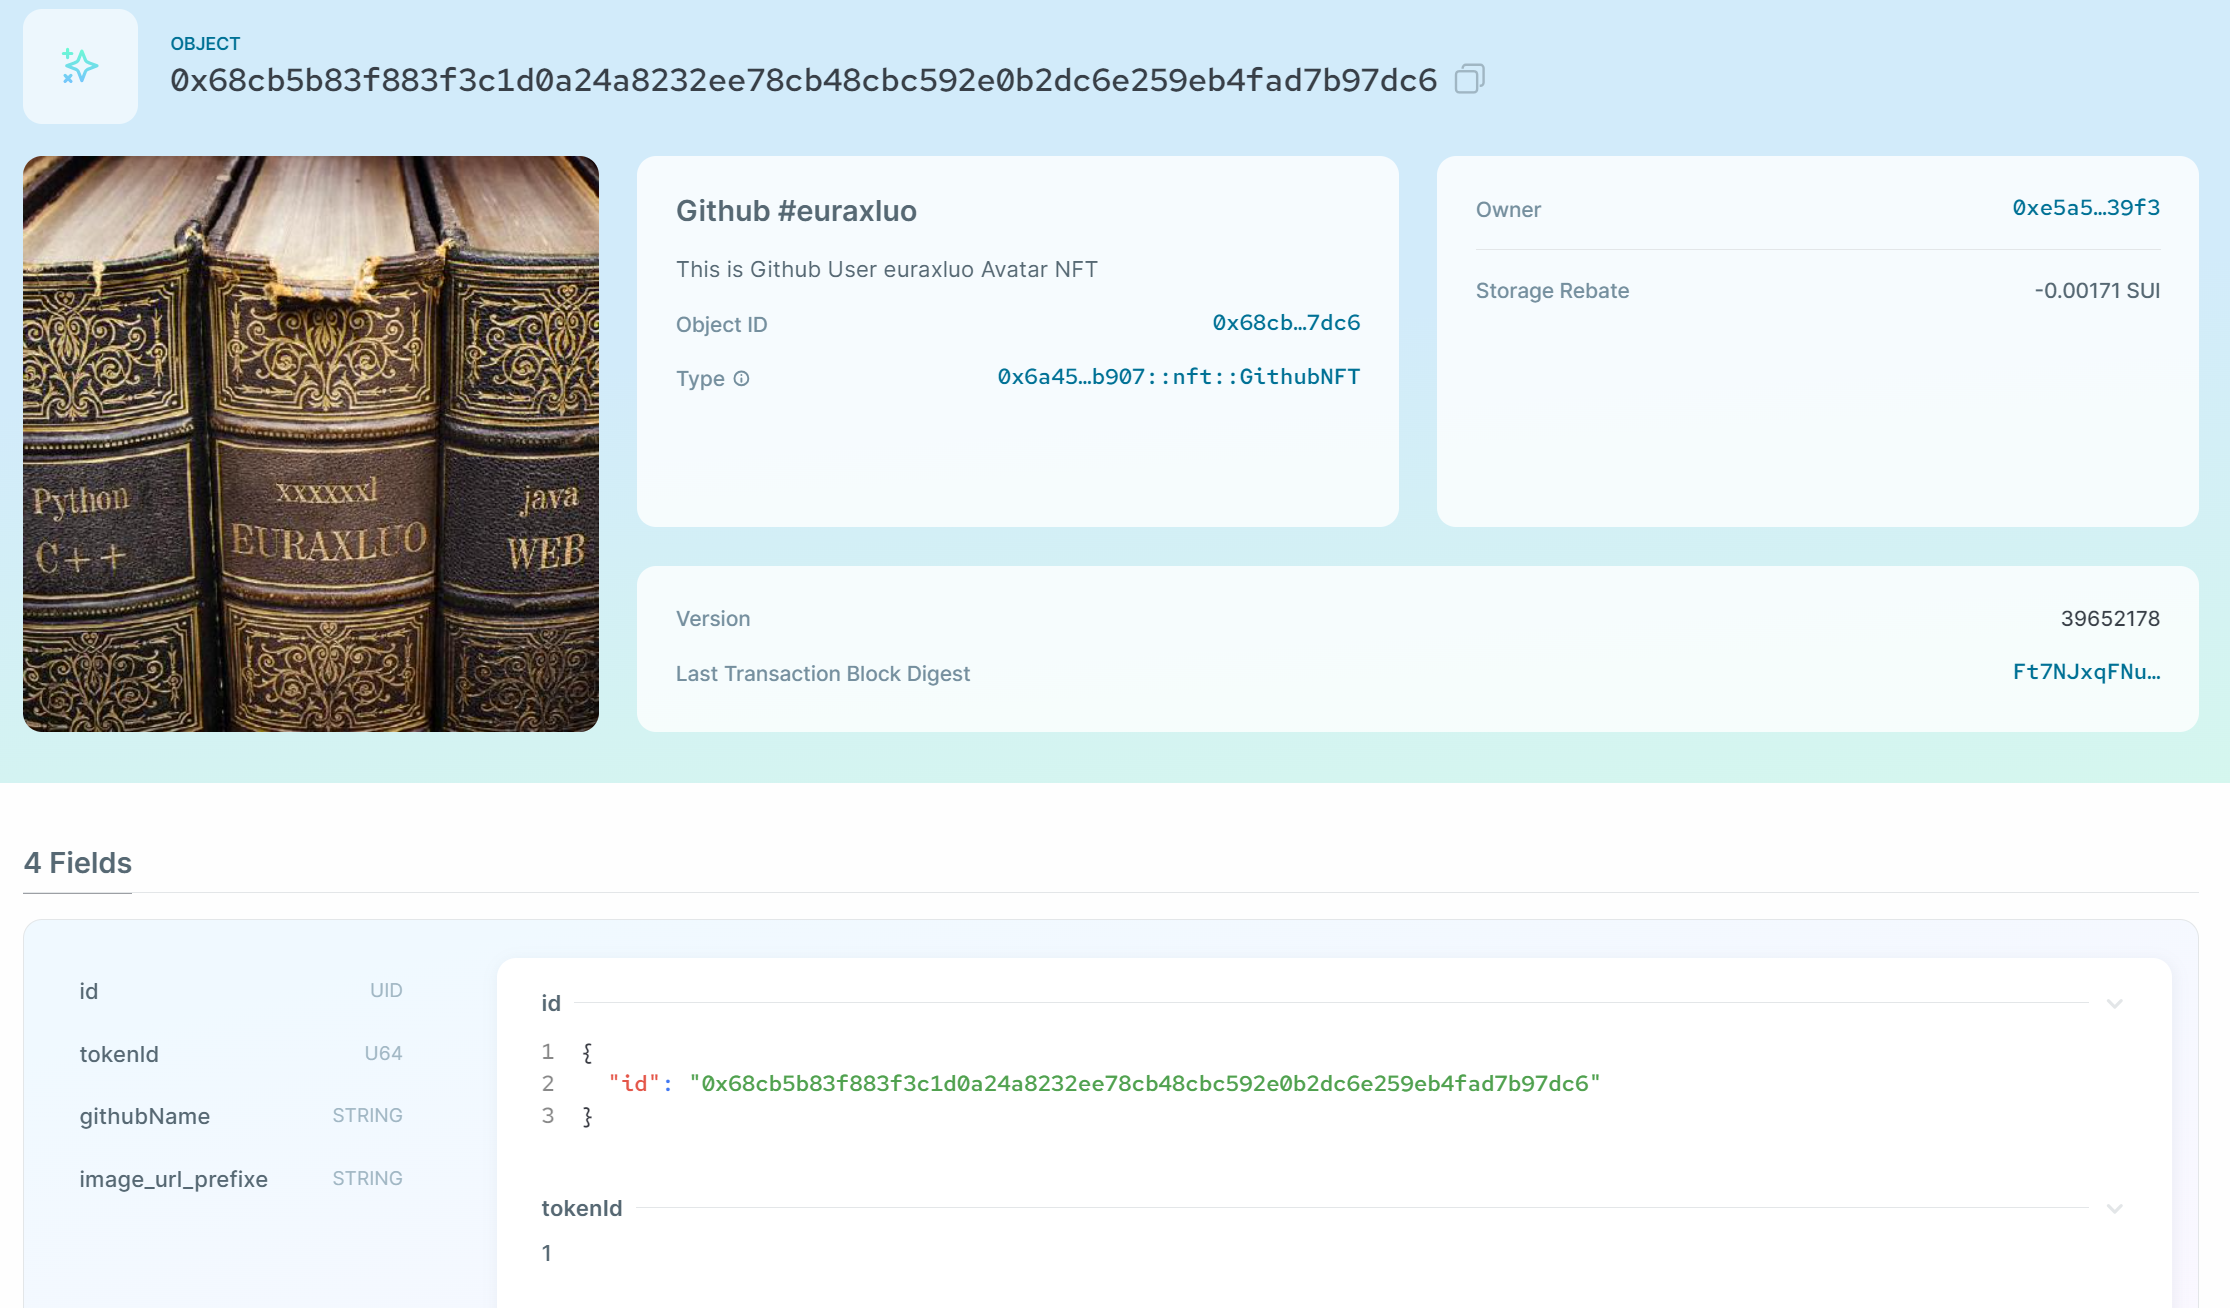 OBJECT
0x68cb5b83f883f3c1d0a24a8232ee78cb48cbc592e0b2dc6e259eb4fad7b97dc6
Python
C++
xxxxxxl
EURAXLUO
java
WEB
Github #euraxluo
This is Github User euraxluo Avatar NFT
Object ID 0x68cb…7dc6
Type 0x6a45…b907::nft::GithubNFT
Owner 0xe5a5…39f3
Storage Rebate -0.00171 SUI
Version 39652178
Last Transaction Block Digest Ft7NJxqFNu…
4 Fields
id UID
tokenId U64
githubName STRING
image_url_prefixe STRING
id
1 {
2 "id": "0x68cb5b83f883f3c1d0a24a8232ee78cb48cbc592e0b2dc6e259eb4fad7b97dc6"
3 }
tokenId
1